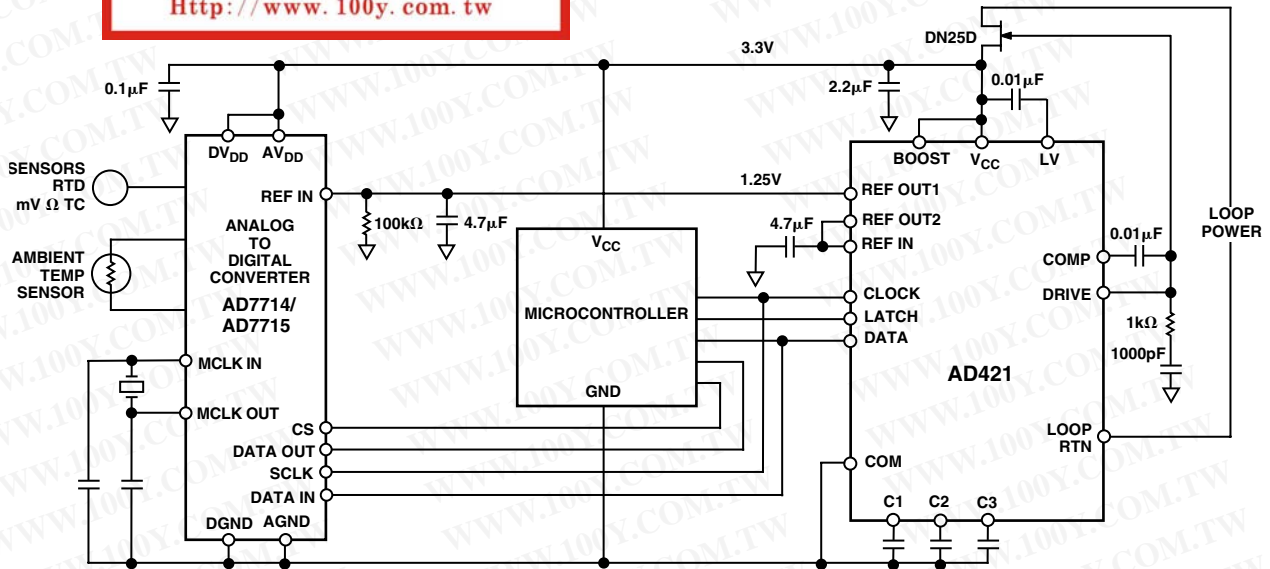 Http://www.100y.com.tw
DN25D
3.3V
0.1µF
2.2µF
0.01µF
DVDD
AVDD
BOOST
VCC
LV
SENSORS
RTD
mV Ω TC
REF IN
1.25V
REF OUT1
ANALOG
TO
DIGITAL
CONVERTER
AD7714/
AD7715
100kΩ
4.7µF
4.7µF
REF OUT2
REF IN
LOOP
POWER
VCC
0.01µF
COMP
AMBIENT
TEMP
SENSOR
MICROCONTROLLER
CLOCK
LATCH
DATA
DRIVE
1kΩ
1000pF
MCLK IN
AD421
GND
MCLK OUT
CS
DATA OUT
SCLK
DATA IN
LOOP
RTN
COM
DGND
AGND
C1
C2
C3
WWW.100Y.COM.TW